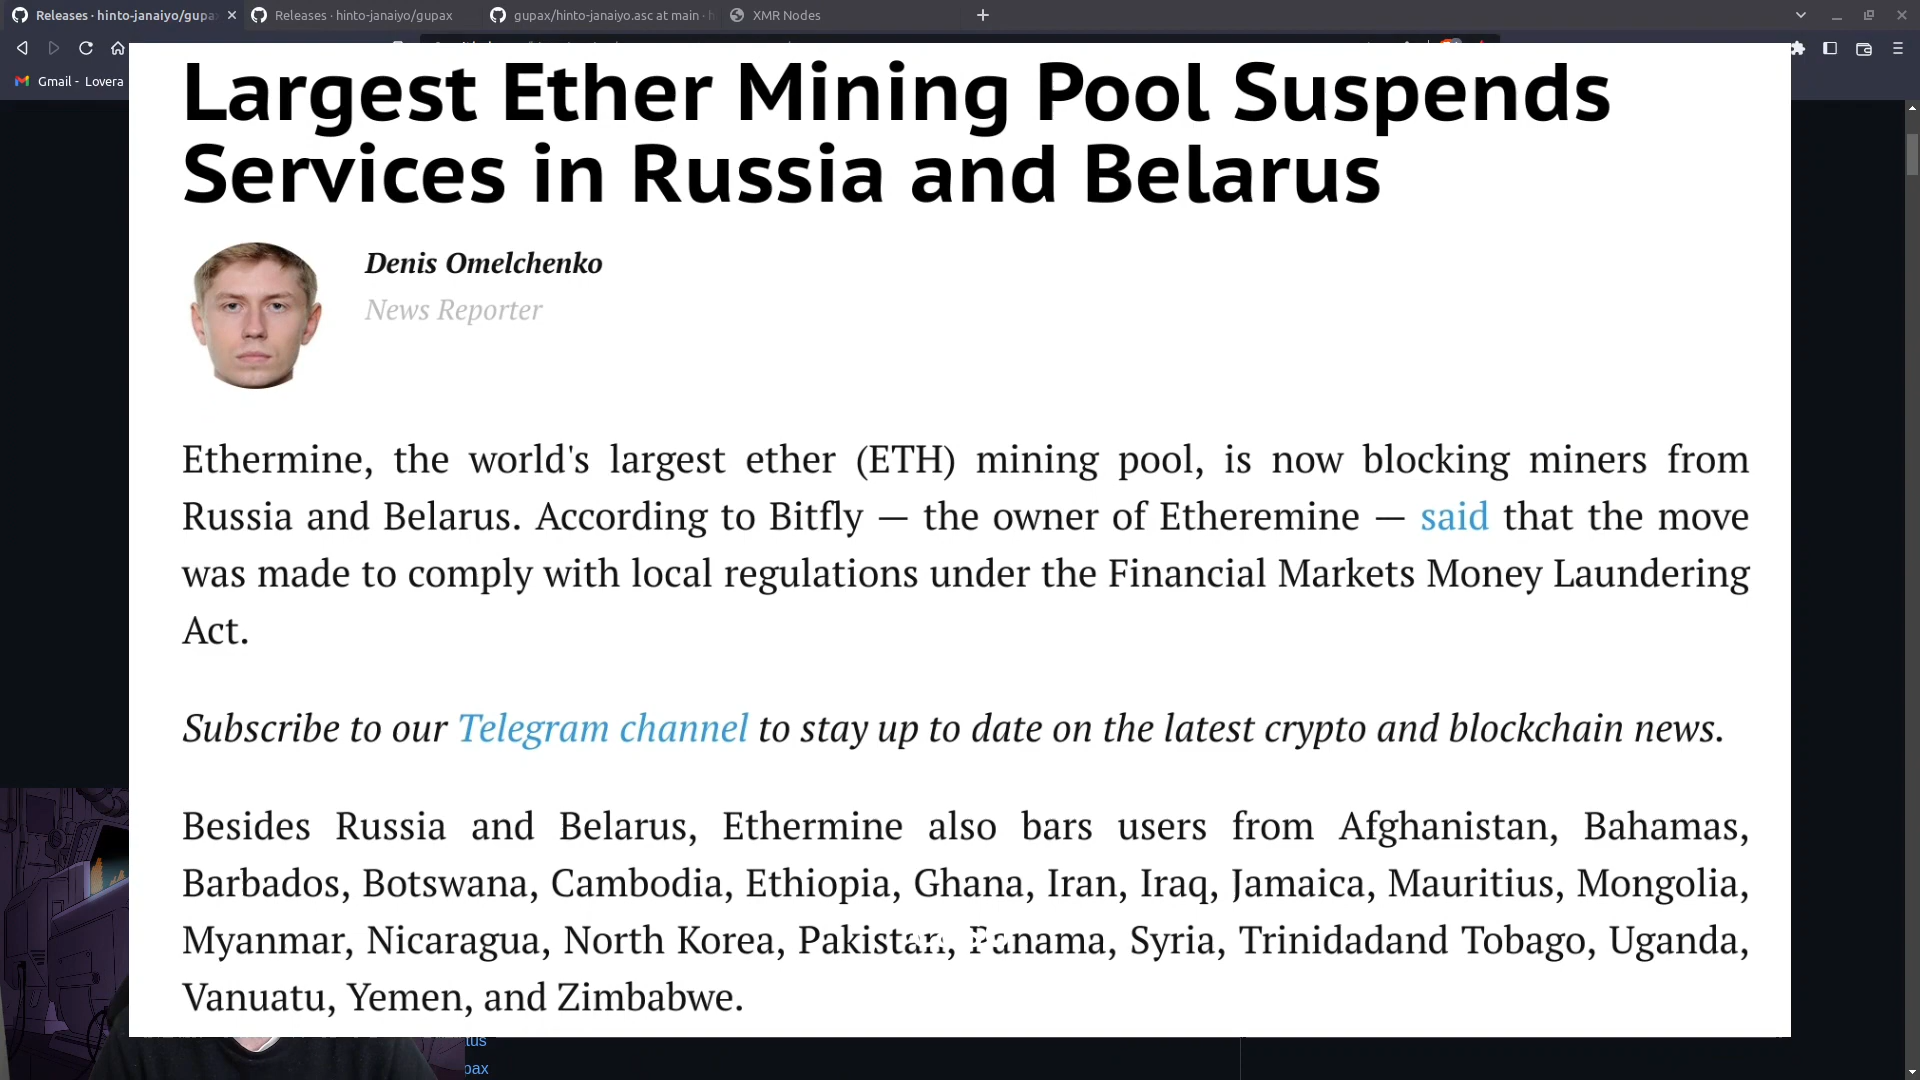 Releases · hinto-janaiyo/gupa
Releases · hinto-janaiyo/gupax
gupax/hinto-janaiyo.asc at main · h
XMR Nodes
Gmail - Lovera
Largest Ether Mining Pool Suspends
Services in Russia and Belarus
Denis Omelchenko
News Reporter
Ethermine, the world's largest ether (ETH) mining pool, is now blocking miners from
Russia and Belarus. According to Bitfly — the owner of Etheremine — said that the move
was made to comply with local regulations under the Financial Markets Money Laundering
Act.
Subscribe to our Telegram channel to stay up to date on the latest crypto and blockchain news.
Besides Russia and Belarus, Ethermine also bars users from Afghanistan, Bahamas,
Barbados, Botswana, Cambodia, Ethiopia, Ghana, Iran, Iraq, Jamaica, Mauritius, Mongolia,
Myanmar, Nicaragua, North Korea, Pakistan, Panama, Syria, Trinidadand Tobago, Uganda,
Vanuatu, Yemen, and Zimbabwe.
tus
pax